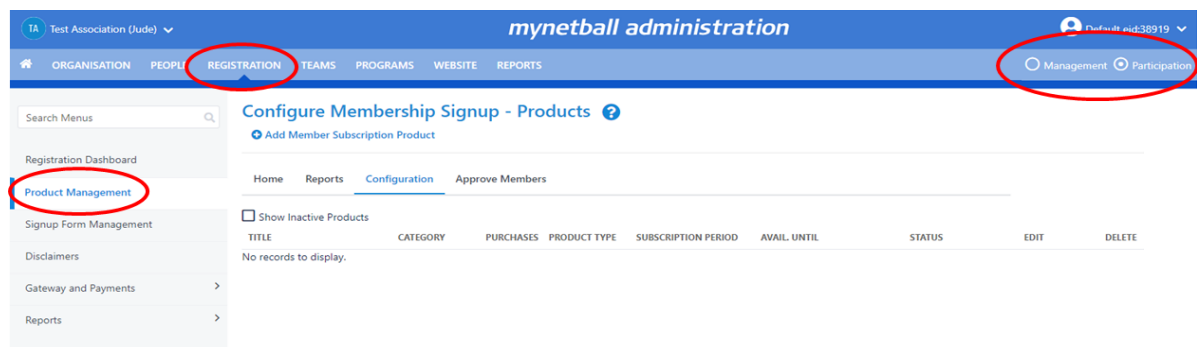 TA Test Association (Jude)
mynetball administration
Default eid:38919
ORGANISATION PEOPLE REGISTRATION TEAMS PROGRAMS WEBSITE REPORTS
Management Participation
Search Menus
Registration Dashboard
Product Management
Signup Form Management
Disclaimers
Gateway and Payments
Reports
Configure Membership Signup - Products ?
Add Member Subscription Product
Home Reports Configuration Approve Members
Show Inactive Products
TITLE CATEGORY PURCHASES PRODUCT TYPE SUBSCRIPTION PERIOD AVAIL. UNTIL STATUS EDIT DELETE
No records to display.